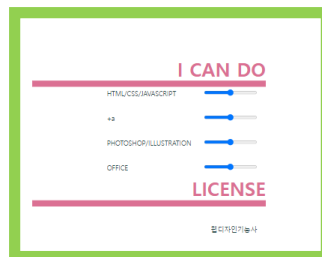 I CAN DO
HTML/CSS/JAVASCRIPT
+a
PHOTOSHOP/ILLUSTRATION
OFFICE
LICENSE
웹디자인기능사